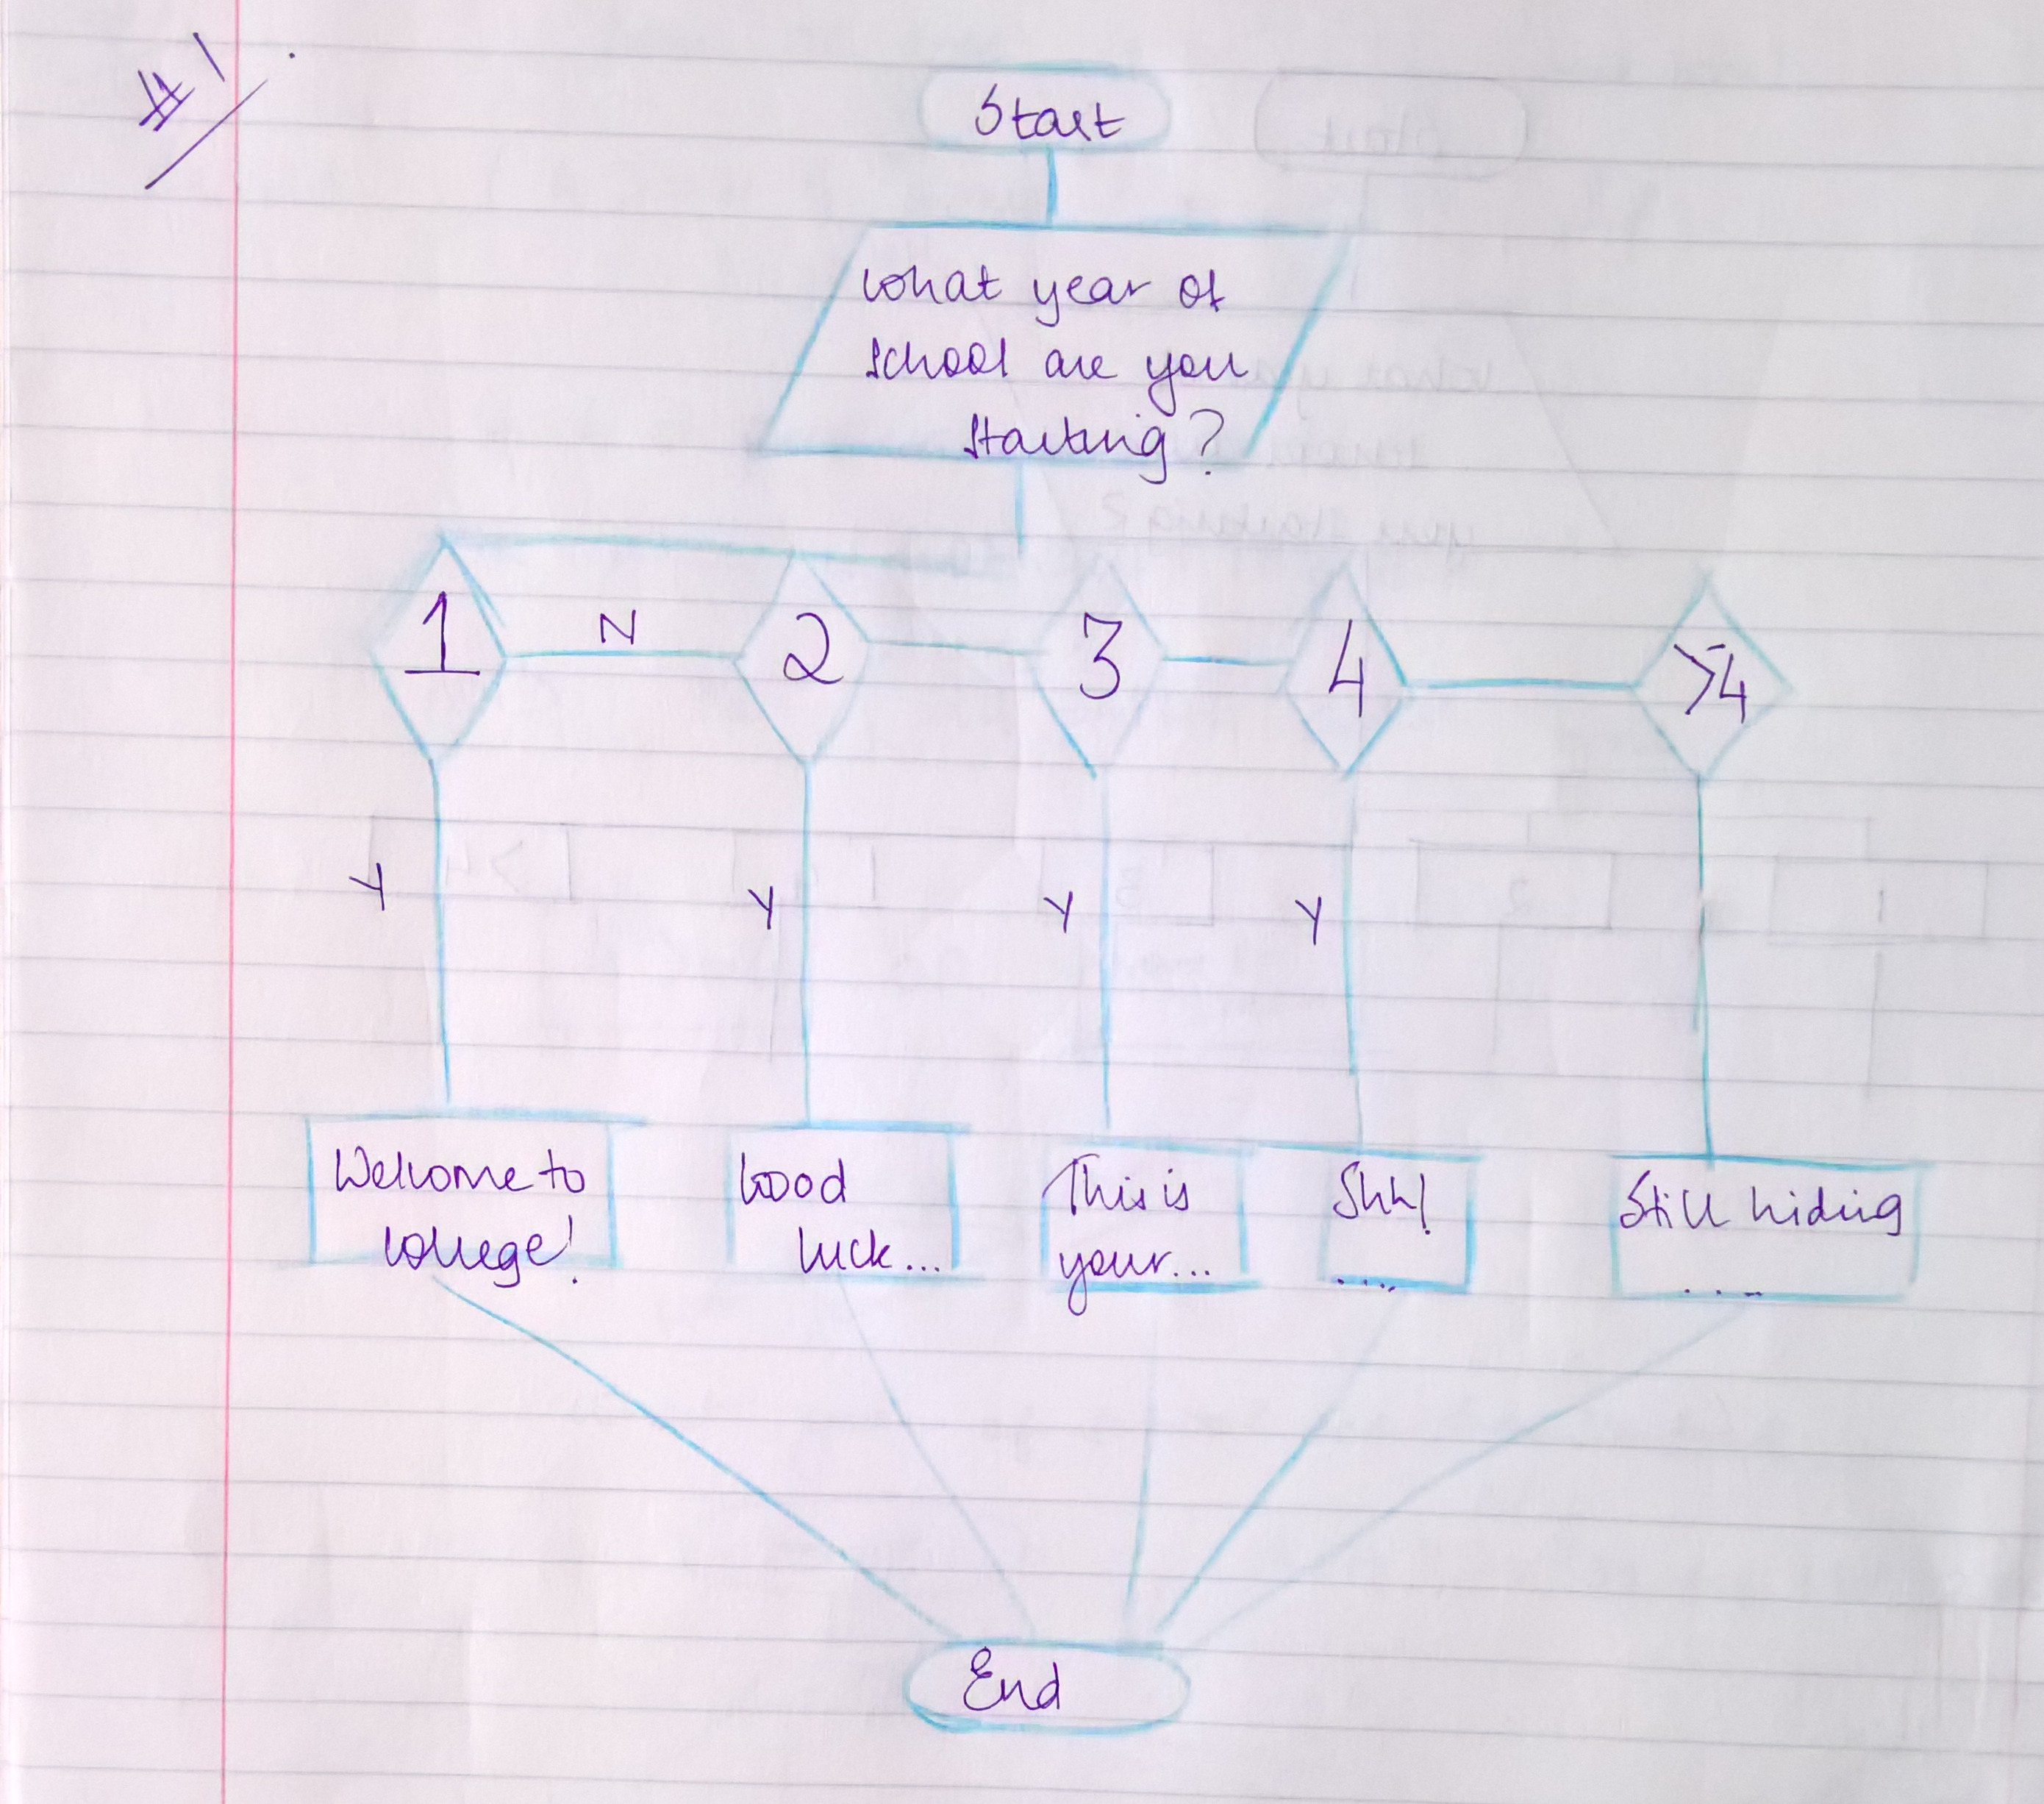 #1
Start
What year of
school are you
starting?
1 N 2 3 4 >4
Y Y Y Y
Welcome to
college!
Good
luck...
This is
your...
Shh!
....
Still hiding
....
End